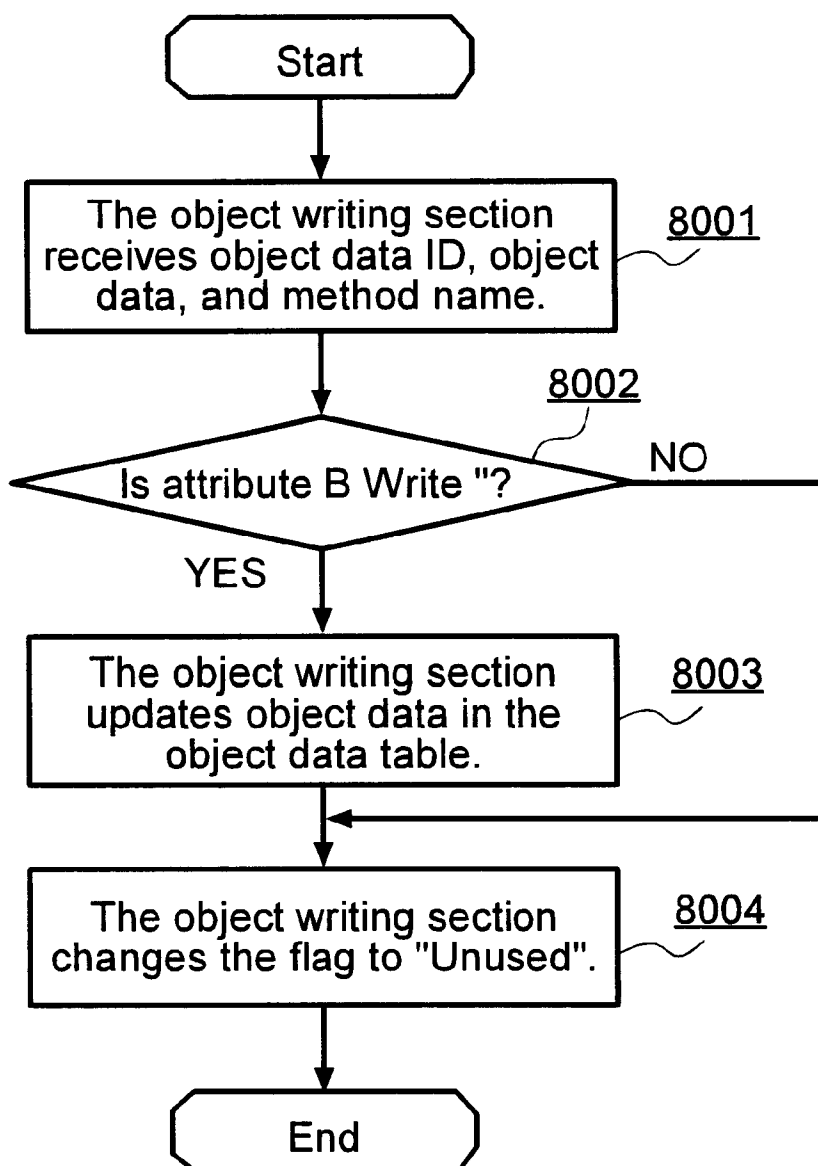 Start
The object writing section
receives object data ID, object
data, and method name.
8001
8002
Is attribute B Write "?
NO
YES
The object writing section
updates object data in the
object data table.
8003
The object writing section
changes the flag to "Unused".
8004
End